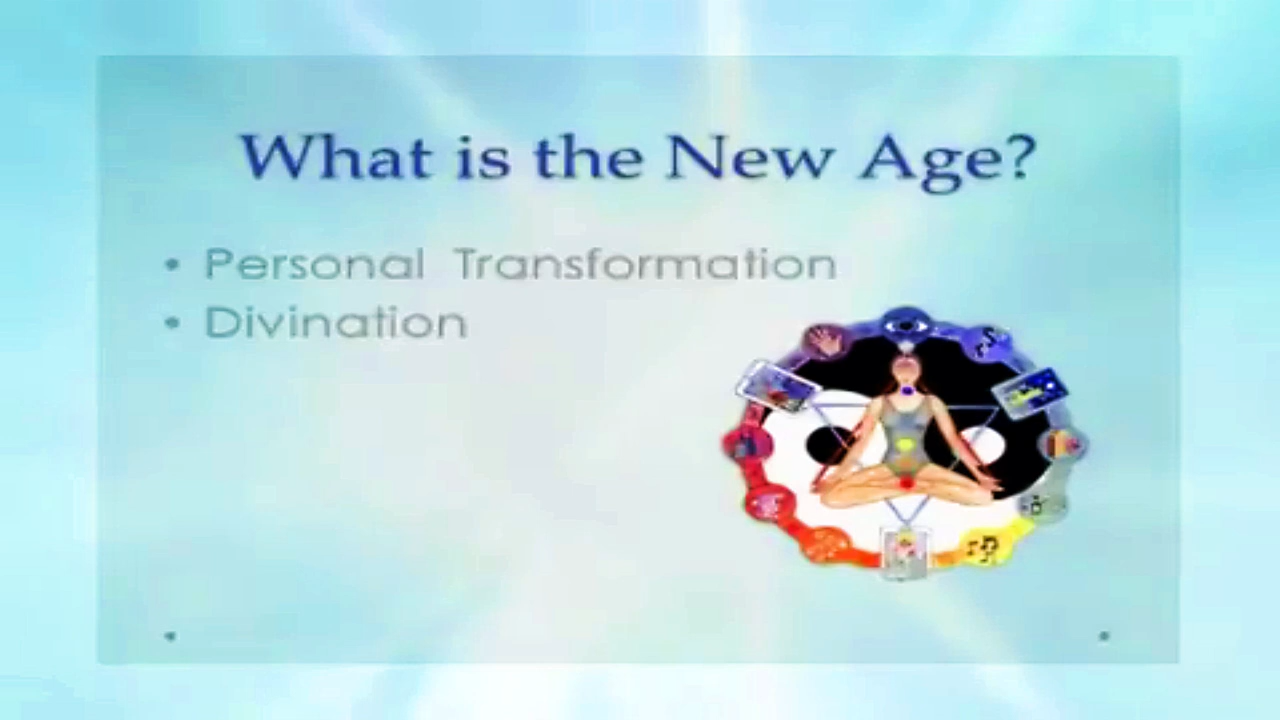 What is the New Age?
• Personal Transformation
• Divination